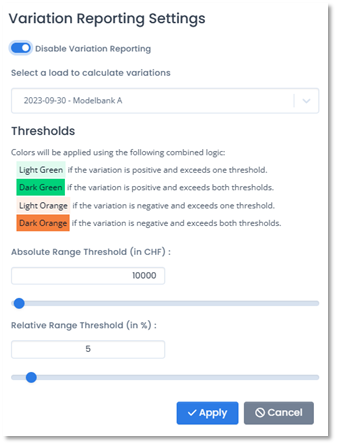 Variation Reporting Settings
Disable Variation Reporting
Select a load to calculate variations
2023-09-30 - Modelbank A
Thresholds
Colors will be applied using the following combined logic:
Light Green if the variation is positive and exceeds one threshold.
Dark Green if the variation is positive and exceeds both thresholds.
Light Orange if the variation is negative and exceeds one threshold.
Dark Orange if the variation is negative and exceeds both thresholds.
Absolute Range Threshold (in CHF) :
10000
Relative Range Threshold (in %) :
5
Apply Cancel